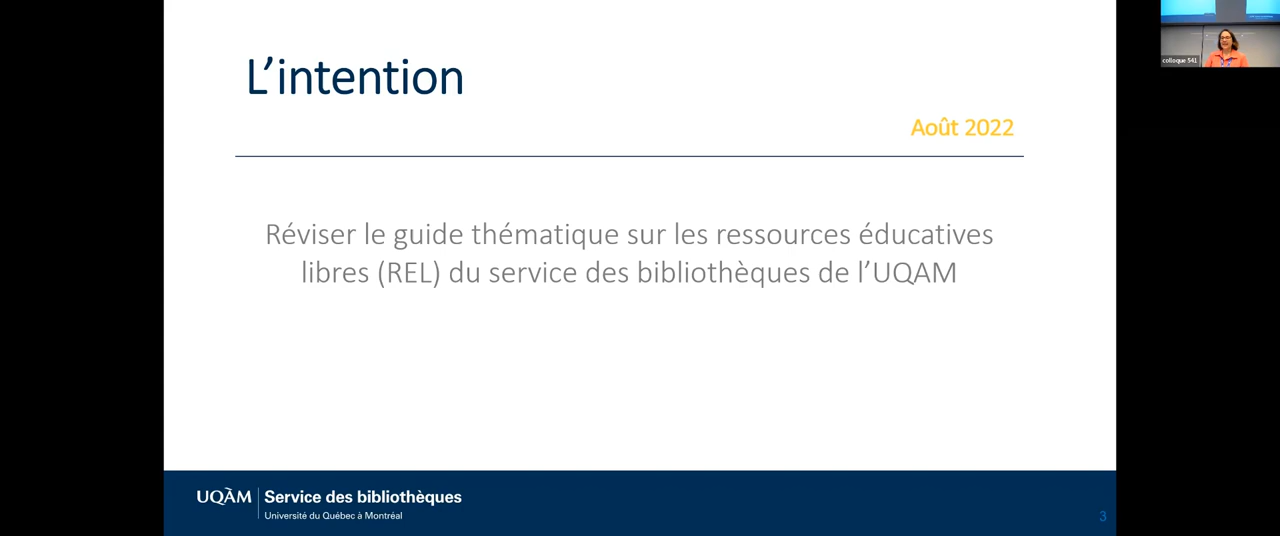 L'intention
Août 2022
Réviser le guide thématique sur les ressources éducatives
libres (REL) du service des bibliothèques de l'UQAM
UQÀM Service des bibliothèques
Université du Québec à Montréal
3
colloque 541